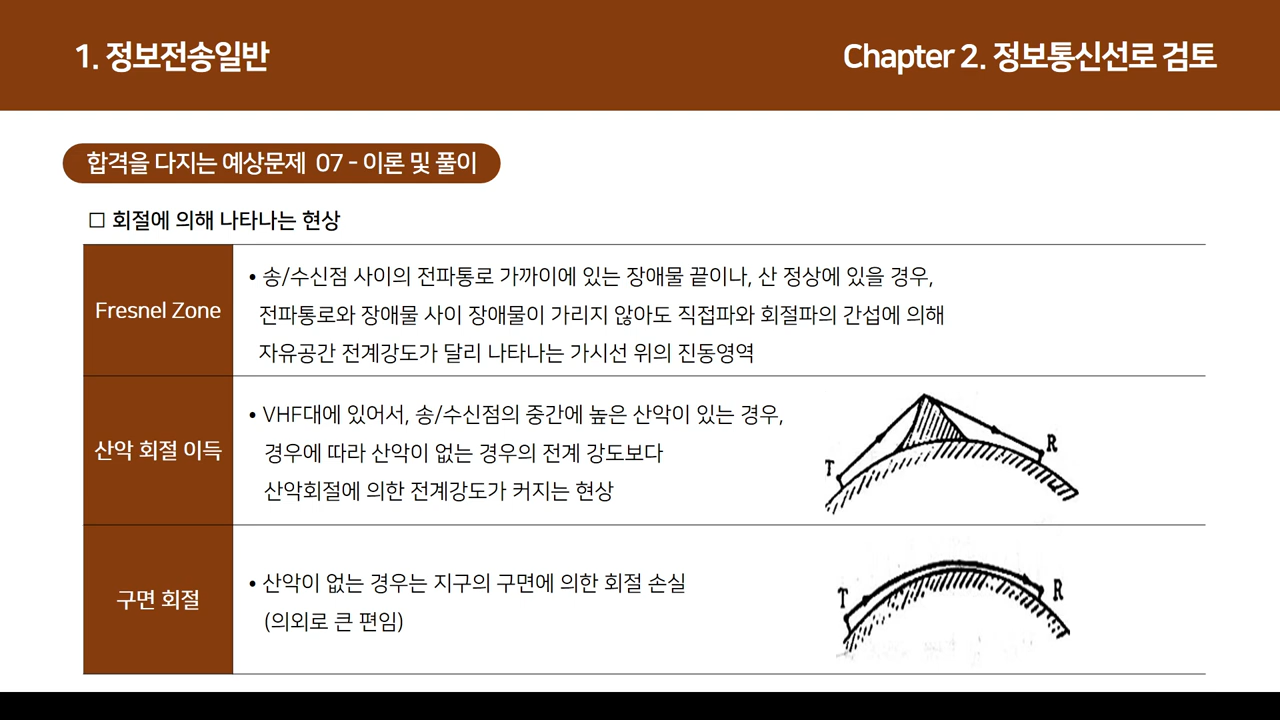 1. 정보전송일반
Chapter 2. 정보통신선로 검토
합격을 다지는 예상문제 07 - 이론 및 풀이
□ 회절에 의해 나타나는 현상
Fresnel Zone
• 송/수신점 사이의 전파통로 가까이에 있는 장애물 끝이나, 산 정상에 있을 경우,
전파통로와 장애물 사이 장애물이 가리지 않아도 직접파와 회절파의 간섭에 의해
자유공간 전계강도가 달리 나타나는 가시선 위의 진동영역
산악 회절 이득
• VHF대에 있어서, 송/수신점의 중간에 높은 산악이 있는 경우,
경우에 따라 산악이 없는 경우의 전계 강도보다
산악회절에 의한 전계강도가 커지는 현상
T
R
구면 회절
• 산악이 없는 경우는 지구의 구면에 의한 회절 손실
(의외로 큰 편임)
T
R